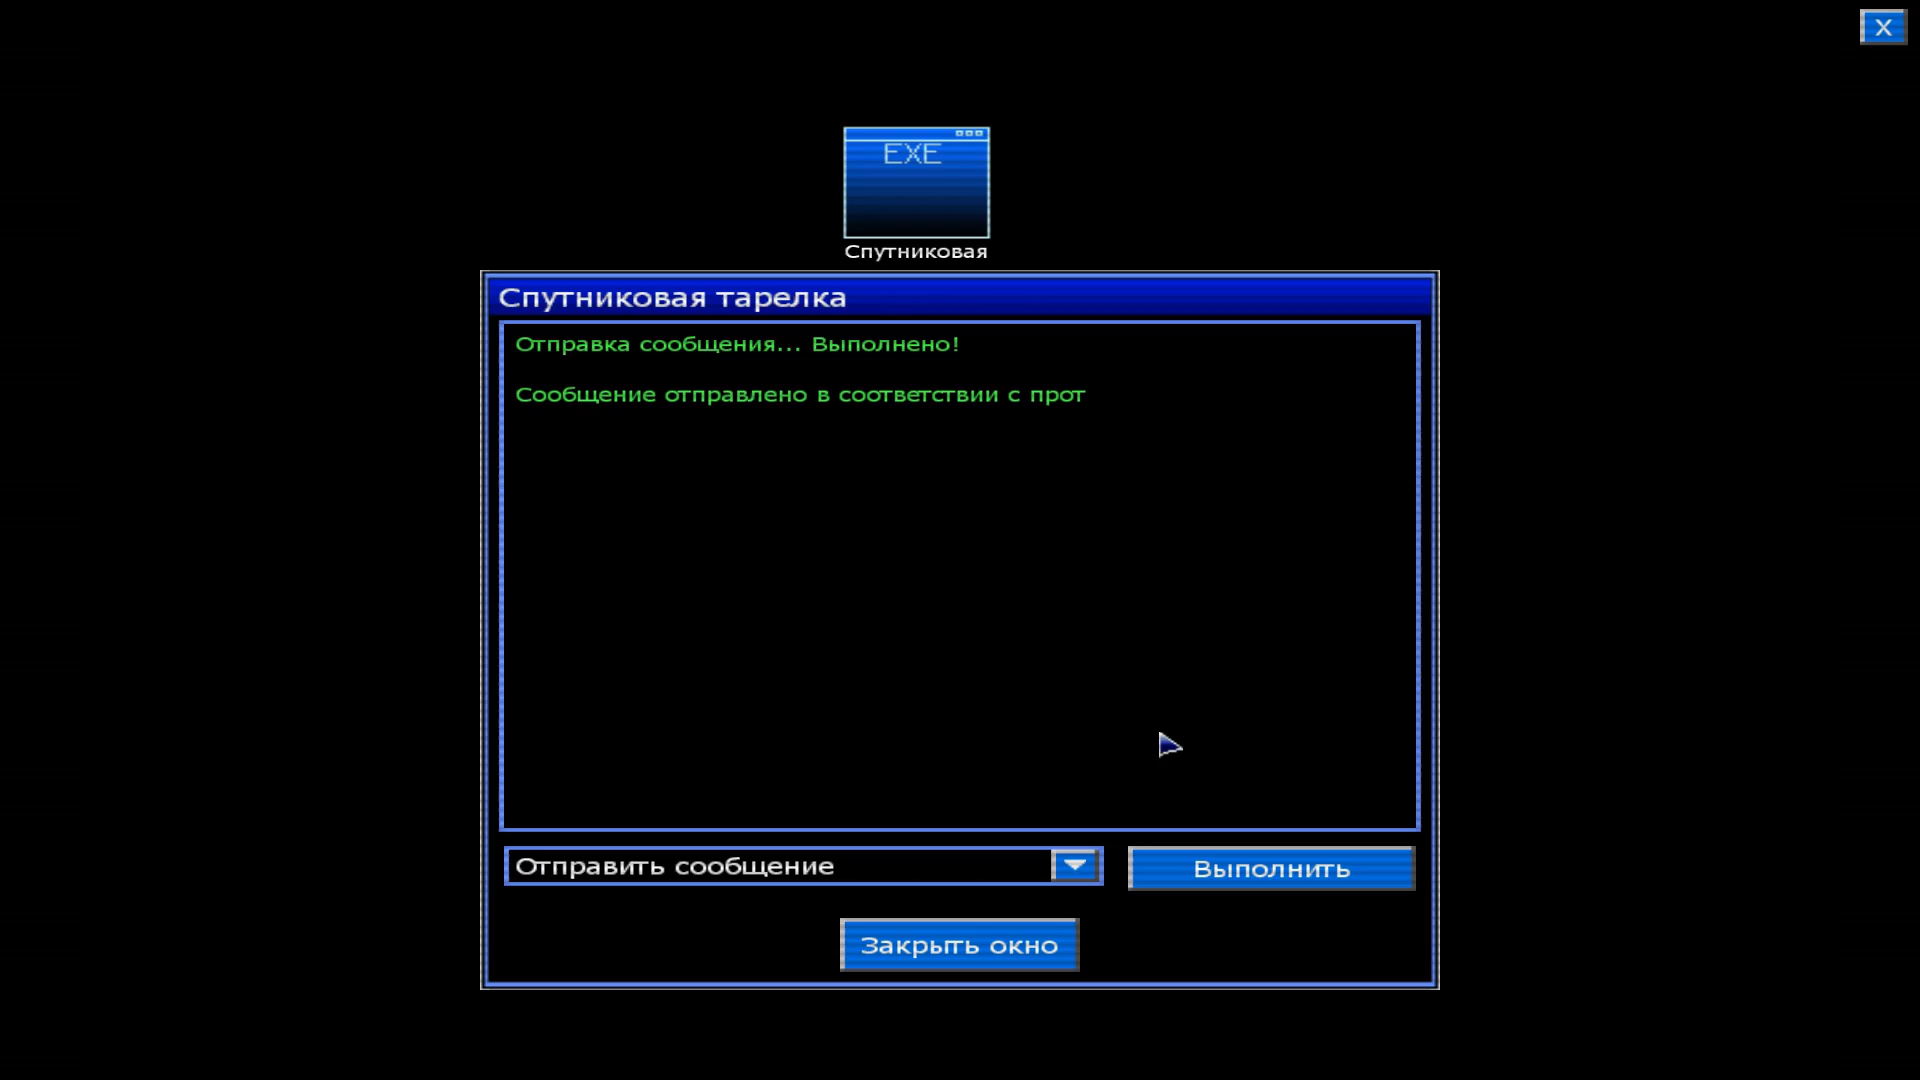 X
EXE
Спутниковая
Спутниковая тарелка
Отправка сообщения... Выполнено!
Сообщение отправлено в соответствии с прот
Отправить сообщение
Выполнить
Закрыть окно